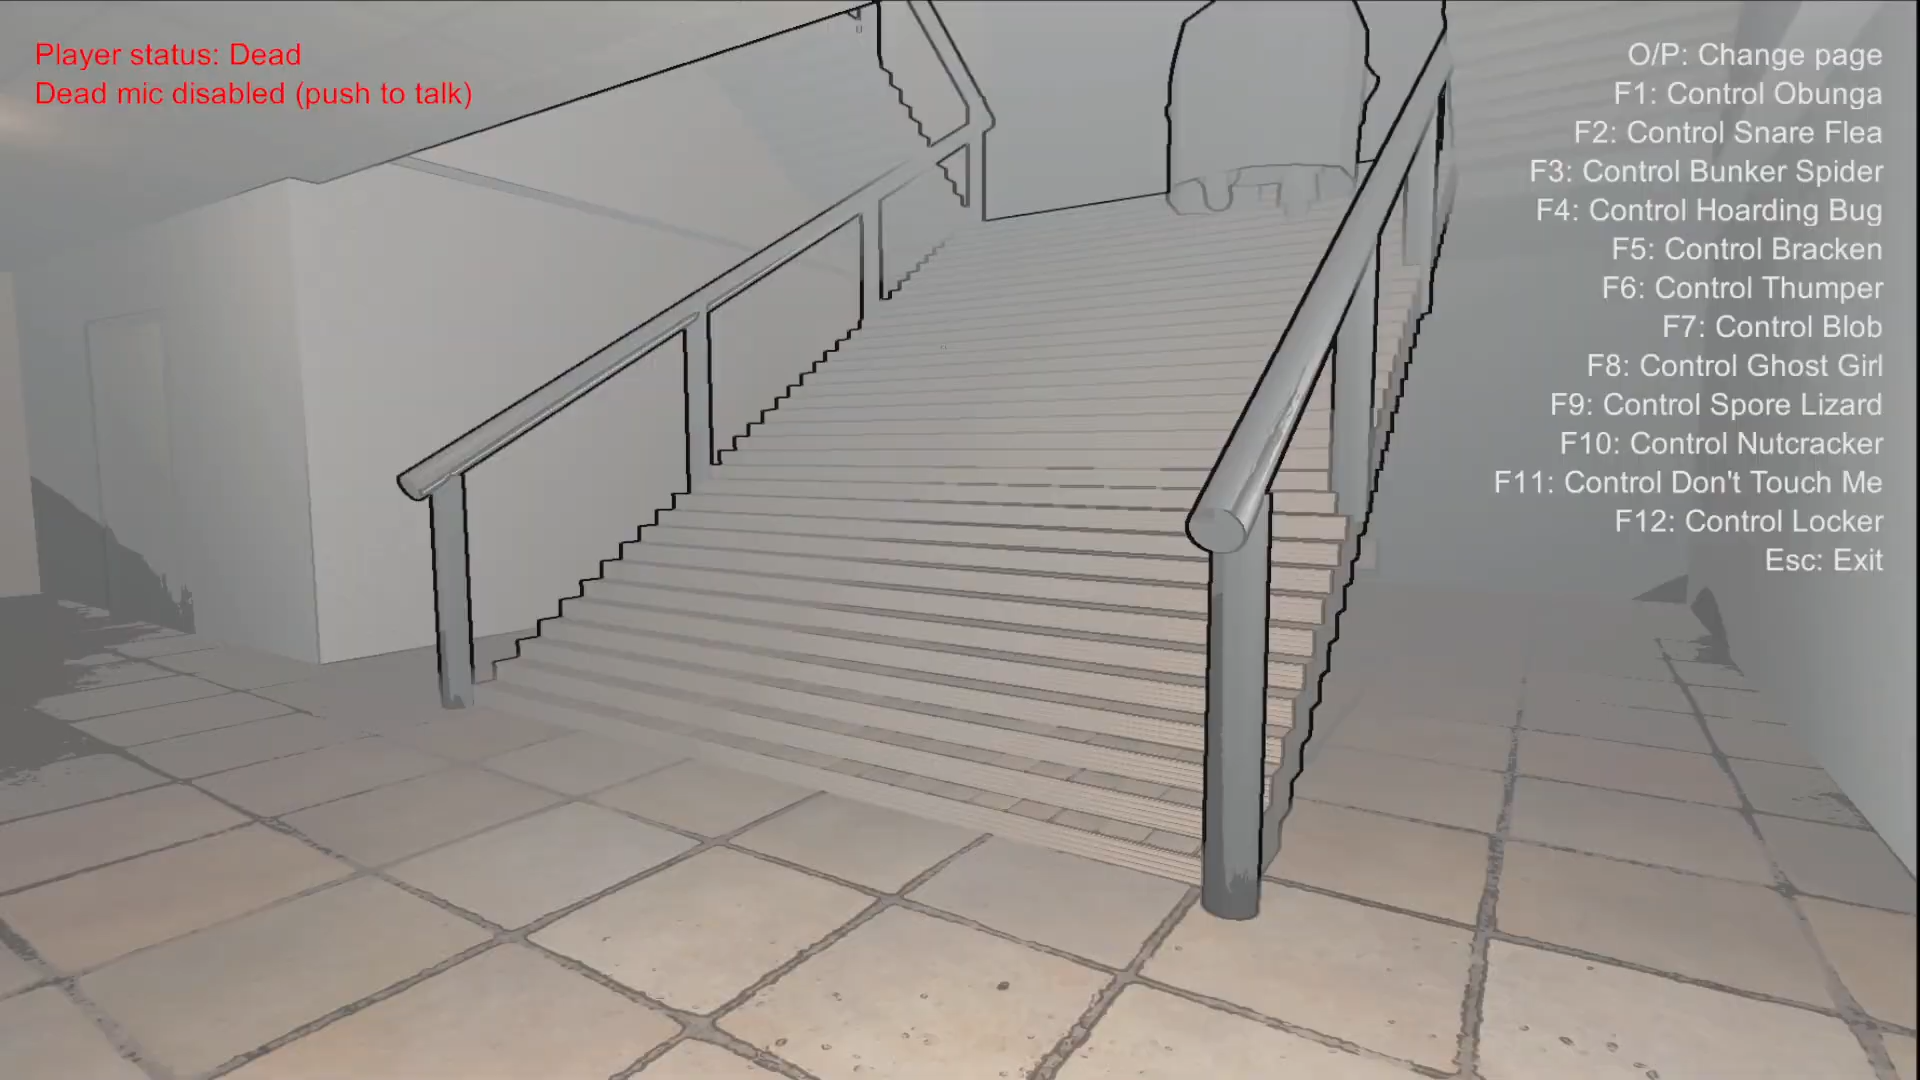 Player status: Dead
Dead mic disabled (push to talk)
O/P: Change page
F1: Control Obunga
F2: Control Snare Flea
F3: Control Bunker Spider
F4: Control Hoarding Bug
F5: Control Bracken
F6: Control Thumper
F7: Control Blob
F8: Control Ghost Girl
F9: Control Spore Lizard
F10: Control Nutcracker
F11: Control Don't Touch Me
F12: Control Locker
Esc: Exit